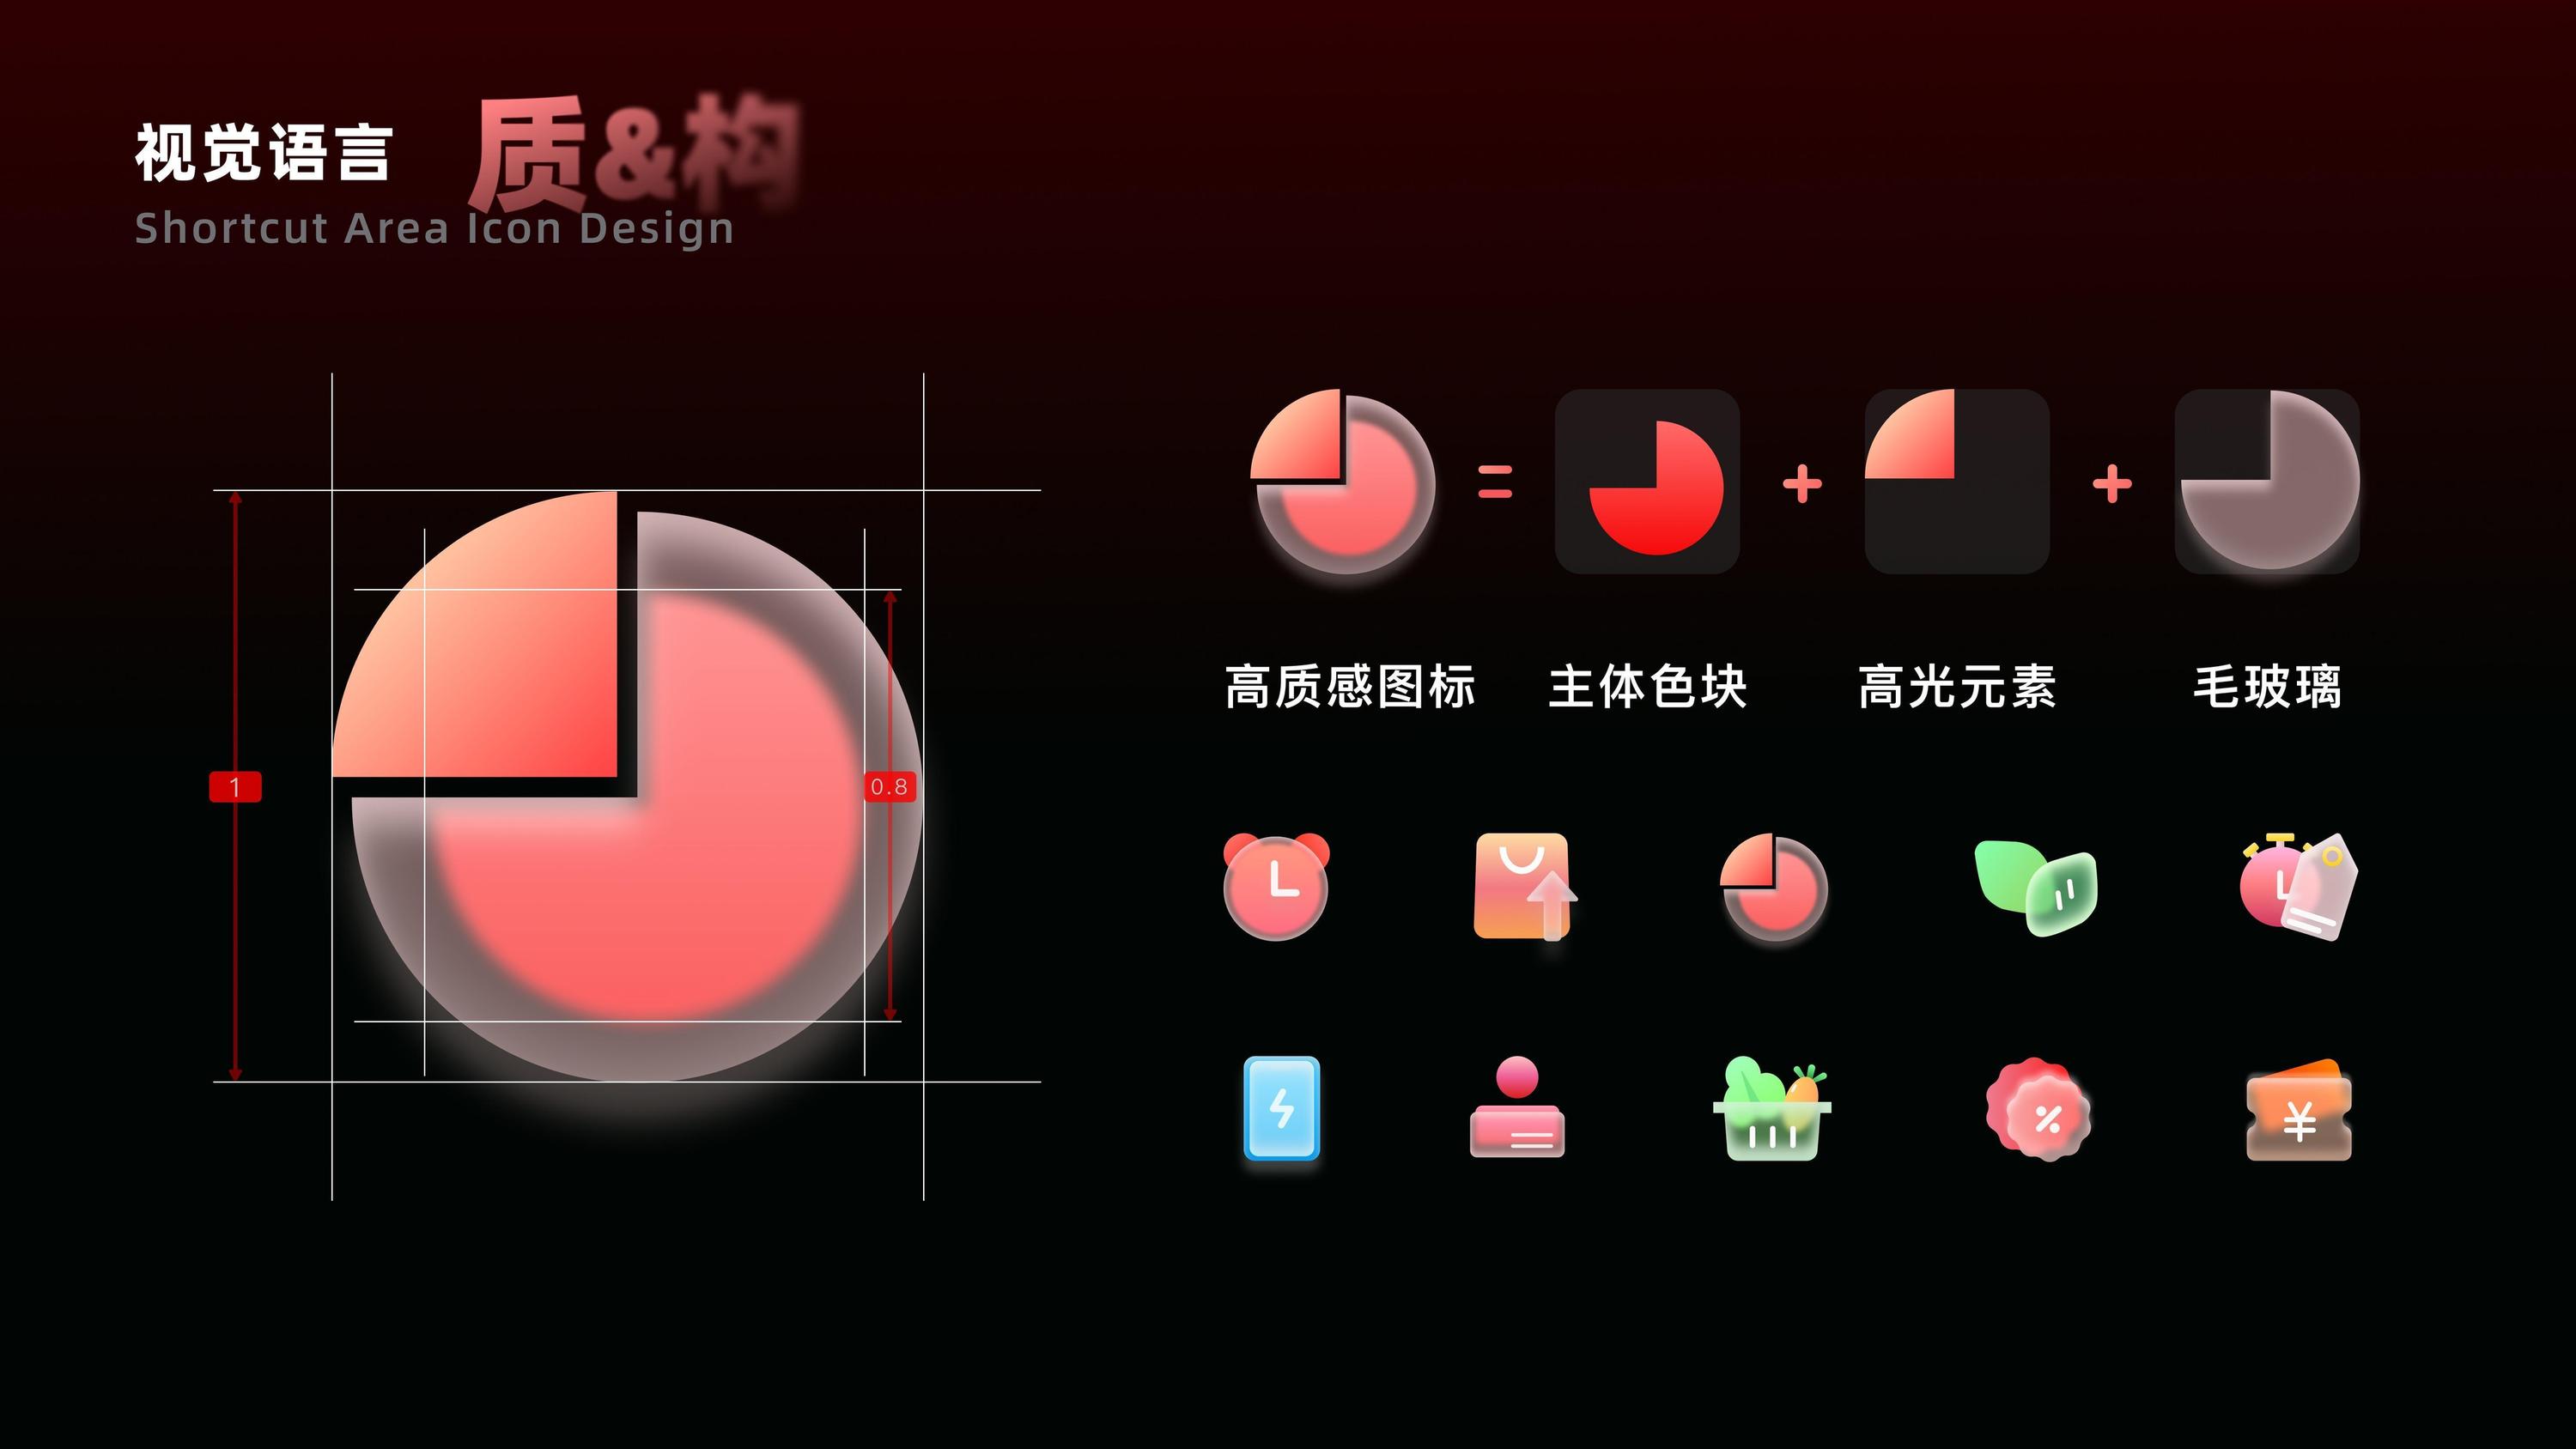 视觉语言 质&构
Shortcut Area Icon Design
1
0.8
高质感图标 主体色块 高光元素 毛玻璃
%
¥